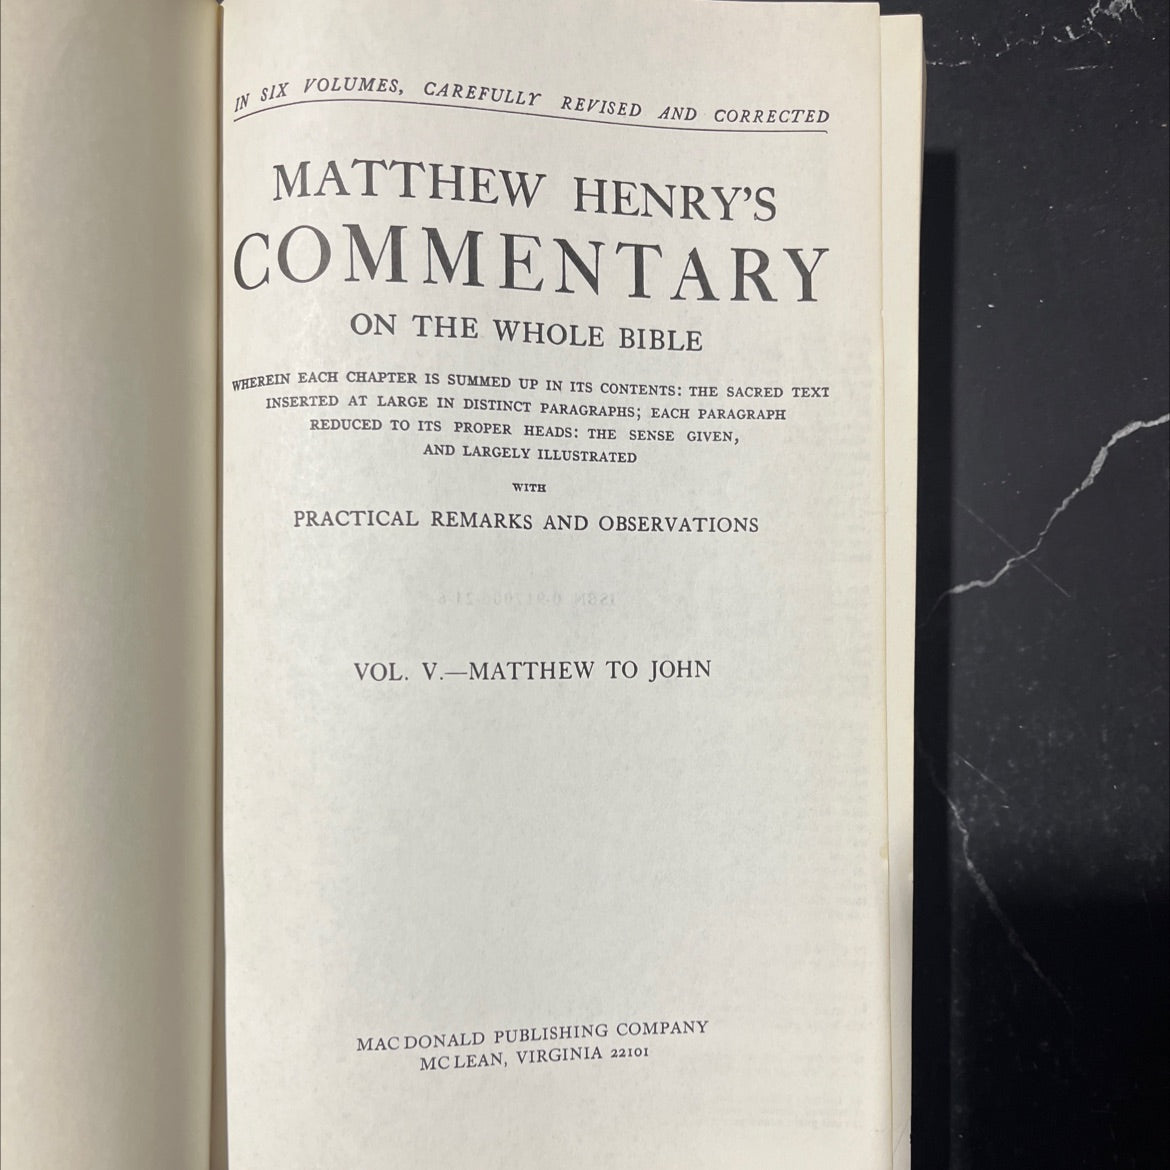 IN SIX VOLUMES, CAREFULLY REVISED AND CORRECTED
MATTHEW HENRY'S
COMMENTARY
ON THE WHOLE BIBLE
WHEREIN EACH CHAPTER IS SUMMED UP IN ITS CONTENTS: THE SACRED TEXT
INSERTED AT LARGE IN DISTINCT PARAGRAPHS; EACH PARAGRAPH
REDUCED TO ITS PROPER HEADS: THE SENSE GIVEN,
AND LARGELY ILLUSTRATED
WITH
PRACTICAL REMARKS AND OBSERVATIONS
VOL. V.—MATTHEW TO JOHN
MAC DONALD PUBLISHING COMPANY
MC LEAN, VIRGINIA 22101